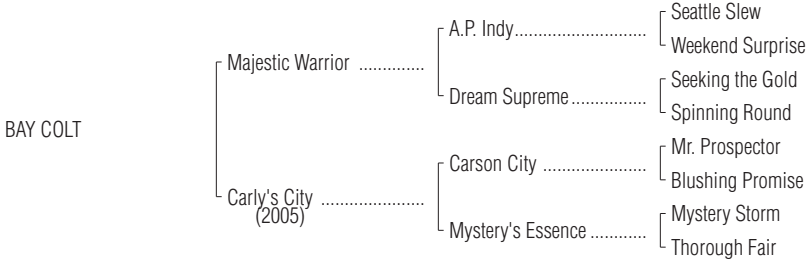 Seattle Slew
A.P. Indy............................
Weekend Surprise
Majestic Warrior ..............
Seeking the Gold
Dream Supreme................
Spinning Round
BAY COLT
Mr. Prospector
Carson City ......................
Blushing Promise
Carly's City ......................
(2005)
Mystery Storm
Mystery's Essence ............
Thorough Fair